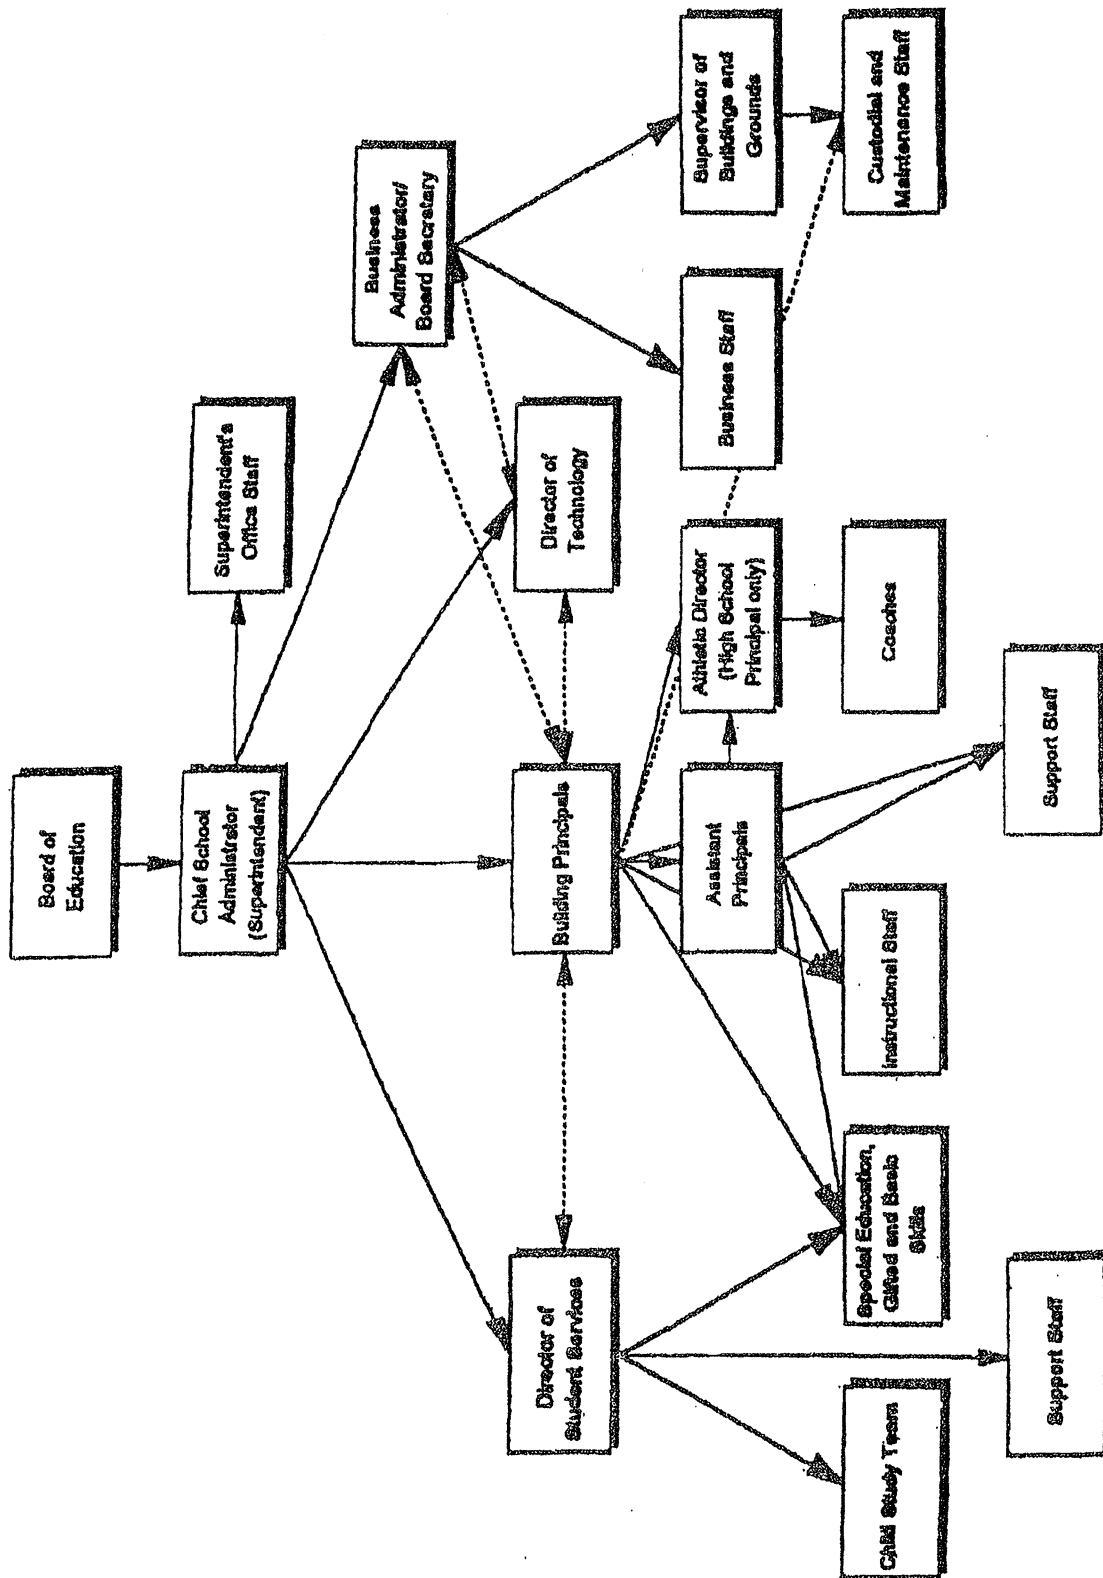 Board of
Education
Chief School
Administrator
(Superintendent)
Superintendent's
Office Staff
Business
Administrator/
Board Secretary
Director of
Student Services
Building Principals
Director of
Technology
Assistant
Principals
Athletic Director
(High School
Principal only)
Business Staff
Supervisor of
Buildings and
Grounds
Child Study Team
Special Education,
Gifted and Basic
Skills
Instructional Staff
Coaches
Custodial and
Maintenance Staff
Support Staff
Support Staff